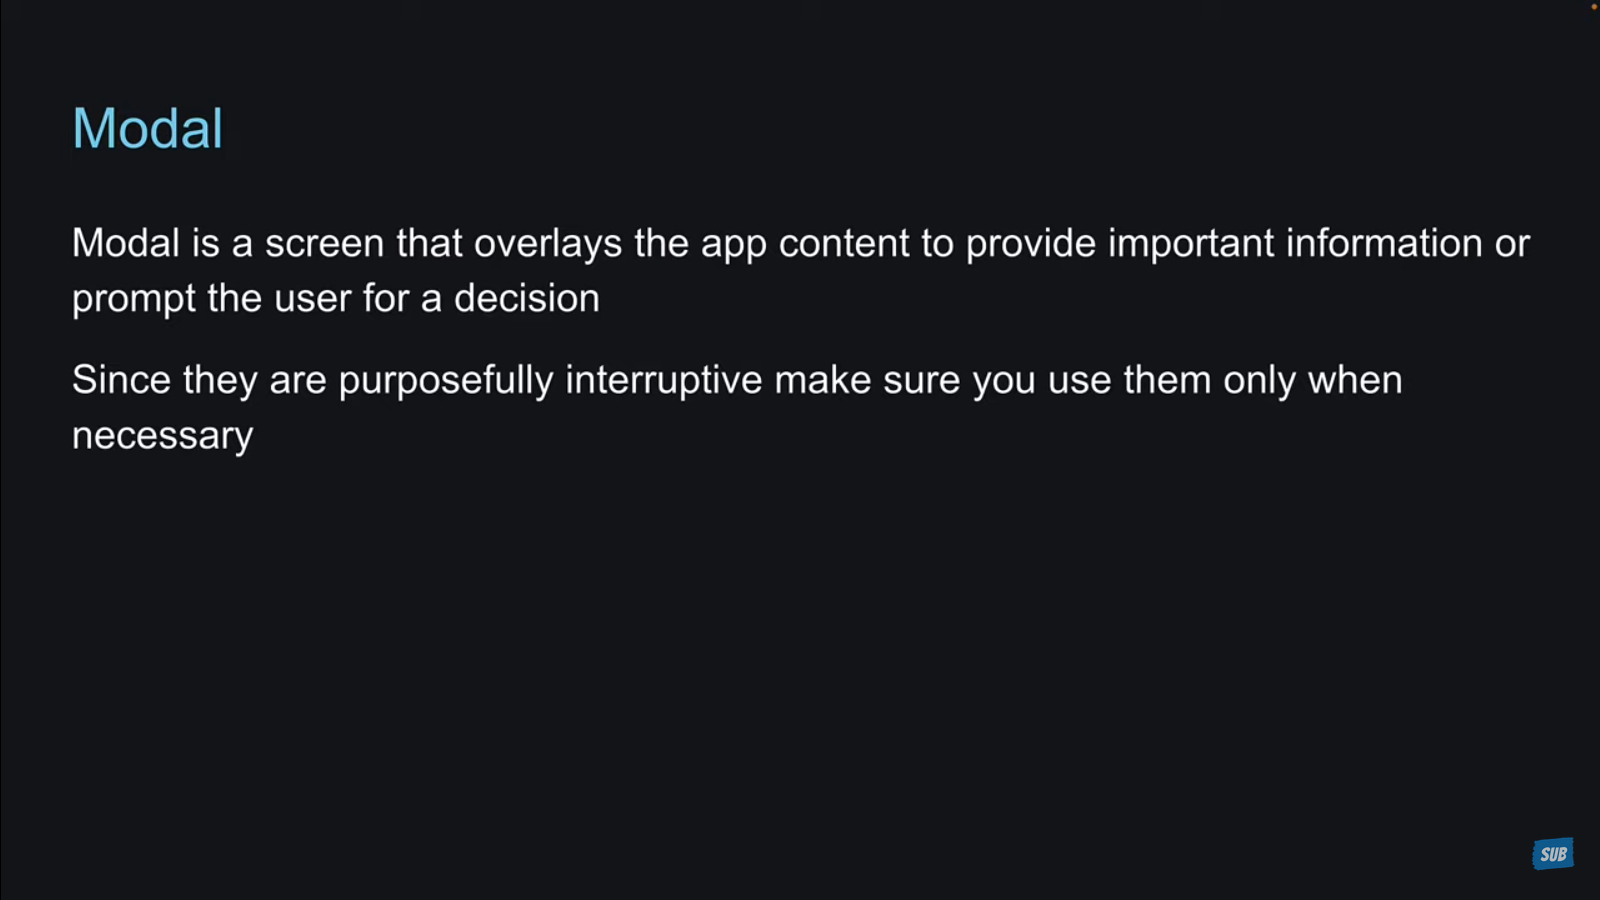 Modal
Modal is a screen that overlays the app content to provide important information or
prompt the user for a decision
Since they are purposefully interruptive make sure you use them only when
necessary
SUB